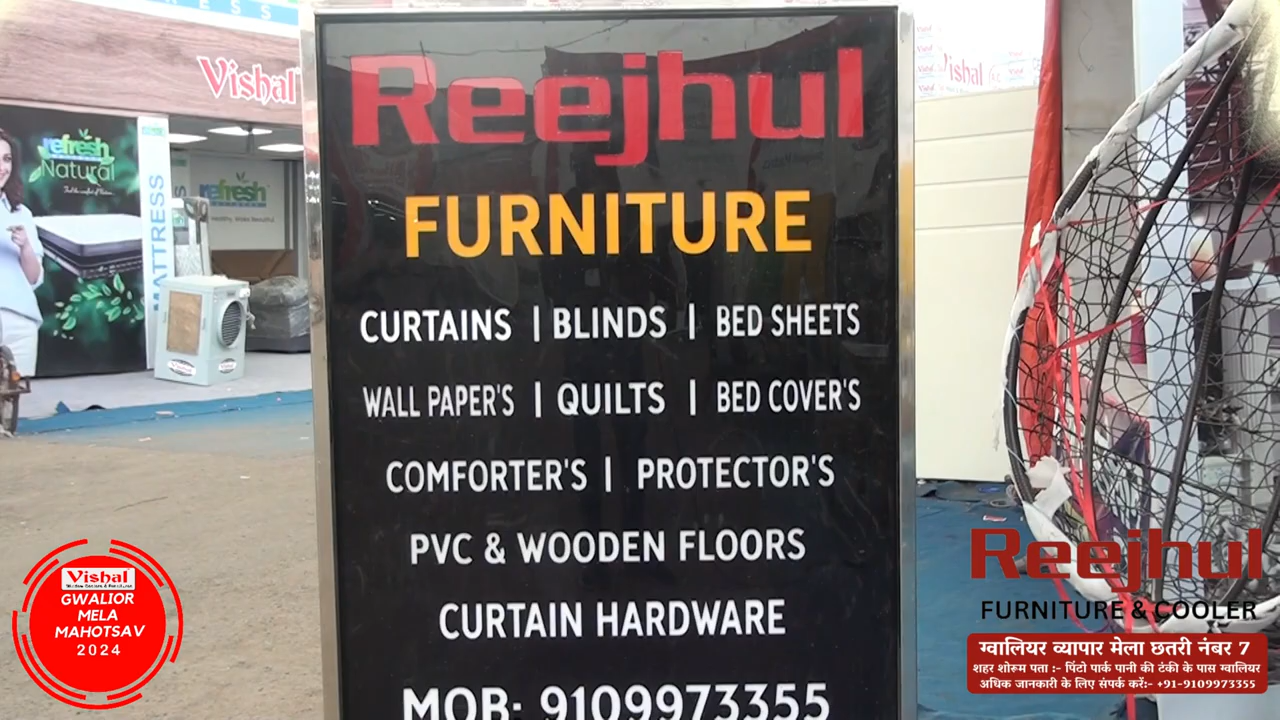 Vishal
refresh
Natural
MATTRESS
refresh
Reejhul
FURNITURE
CURTAINS | BLINDS | BED SHEETS
WALL PAPER'S | QUILTS | BED COVER'S
COMFORTER'S | PROTECTOR'S
PVC & WOODEN FLOORS
CURTAIN HARDWARE
MOB: 9109973355
Vishal
Vishal
GWALIOR
MELA
MAHOTSAV
2024
Reejhul
FURNITURE & COOLER
ग्वालियर व्यापार मेला छतरी नंबर 7
शहर शोरूम पता :- पिंटो पार्क पानी की टंकी के पास ग्वालियर
अधिक जानकारी के लिए संपर्क करें:- +91-9109973355